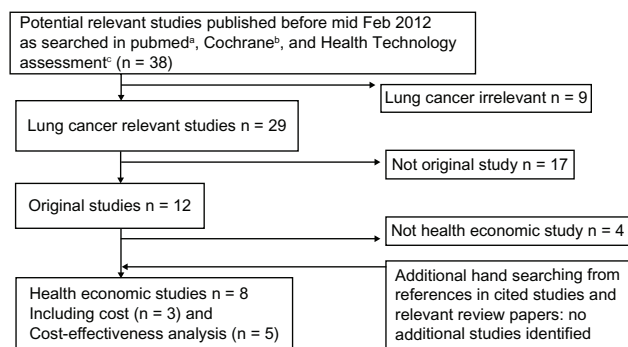 Potential relevant studies published before mid Feb 2012
as searched in pubmedᵃ, Cochraneᵇ, and Health Technology
assessmentᶜ (n = 38)
Lung cancer irrelevant n = 9
Lung cancer relevant studies n = 29
Not original study n = 17
Original studies n = 12
Not health economic study n = 4
Additional hand searching from
references in cited studies and
relevant review papers: no
additional studies identified
Health economic studies n = 8
Including cost (n = 3) and
Cost-effectiveness analysis (n = 5)